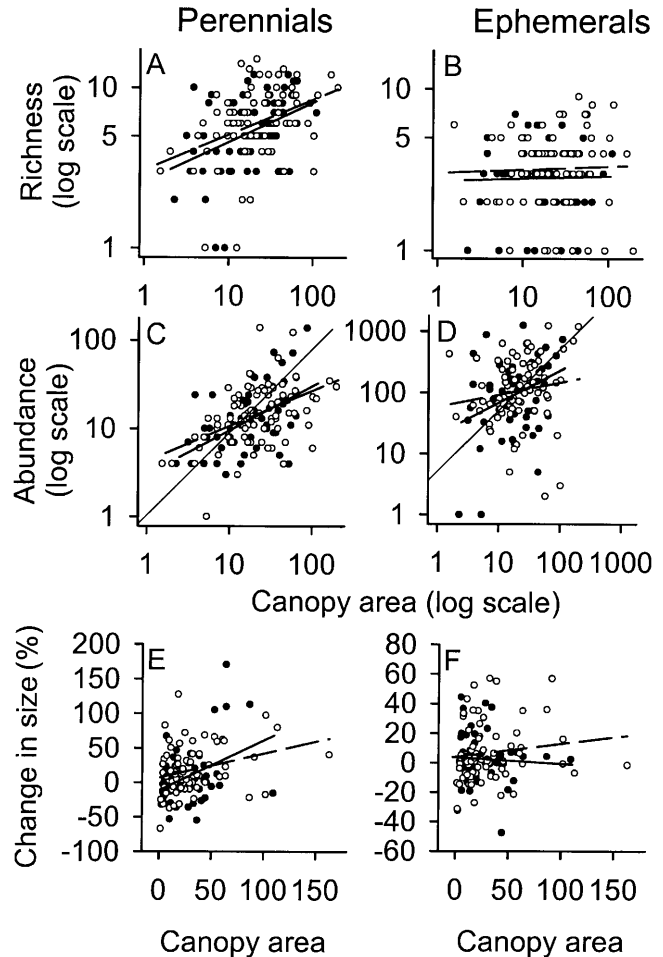 Perennials Ephemerals
A B
Richness
(log scale)
10 10
5 5
1 1
1 10 100 1 10 100
C D
Abundance
(log scale)
100 1000
10 100
10
1 1
1 10 100 1 10 100 1000
Canopy area (log scale)
E F
Change in size (%)
200 80
150 60
100 40
50 20
0 0
-50 -20
-40
-100 -60
0 50 100 150 0 50 100 150
Canopy area Canopy area